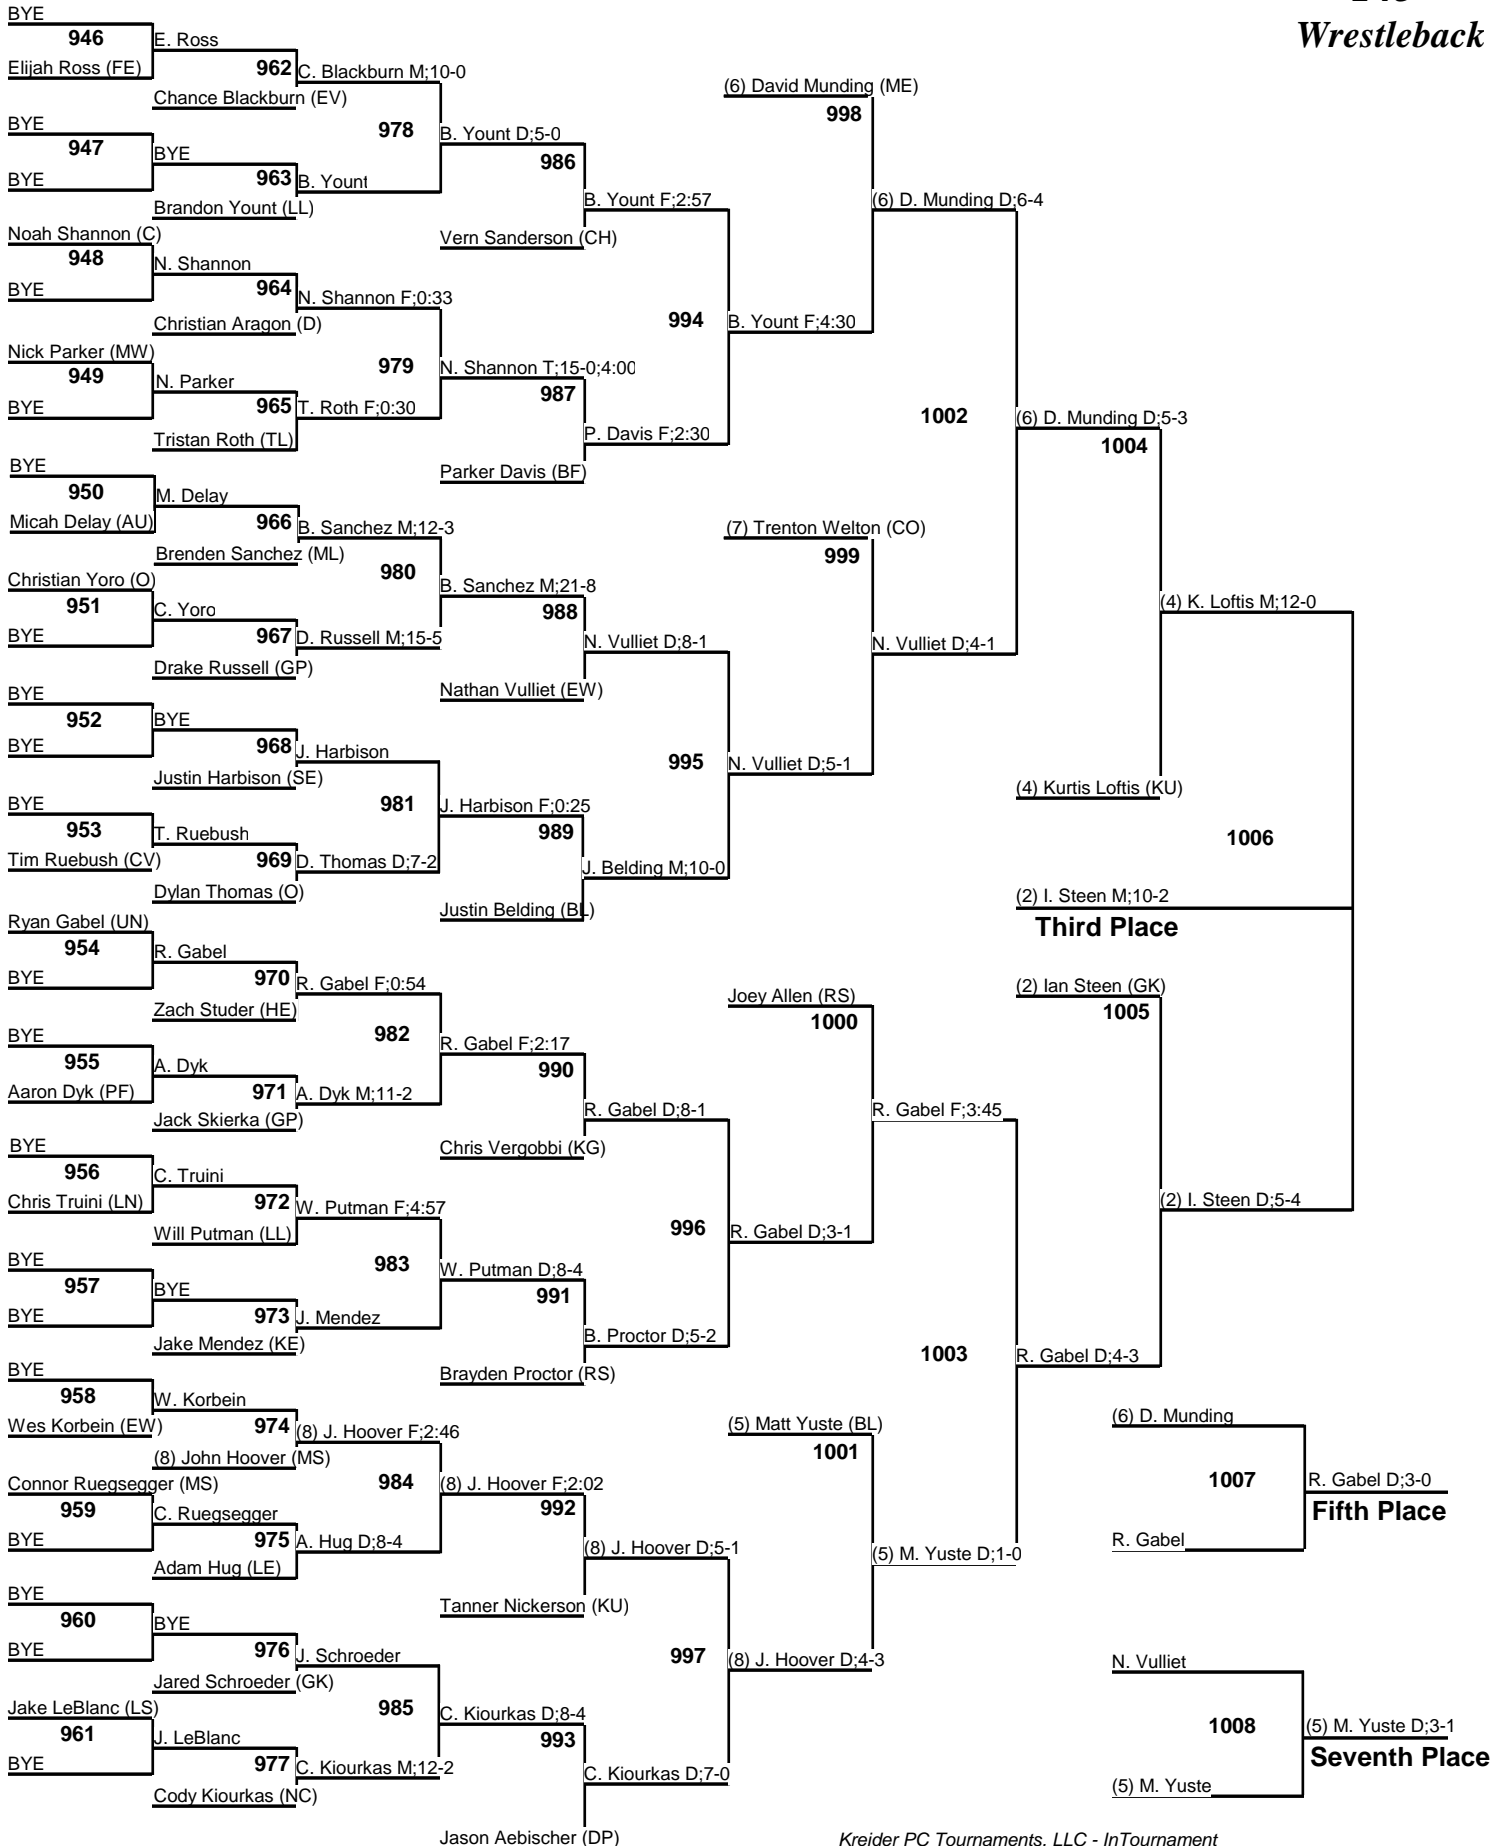 Wrestleback
BYE
946
Elijah Ross (FE)
E. Ross
962
Chance Blackburn (EV)
C. Blackburn M;10-0
BYE
947
BYE
BYE
963
Brandon Yount (LL)
B. Yount
978
B. Yount D;5-0
986
Vern Sanderson (CH)
B. Yount F;2:57
Noah Shannon (C)
948
BYE
N. Shannon
964
Christian Aragon (D)
N. Shannon F;0:33
Nick Parker (MW)
949
BYE
N. Parker
965
Tristan Roth (TL)
T. Roth F;0:30
979
N. Shannon T;15-0;4:00
987
Parker Davis (BF)
P. Davis F;2:30
994
B. Yount F;4:30
(6) David Munding (ME)
998
(6) D. Munding D;6-4
BYE
950
Micah Delay (AU)
M. Delay
966
Brenden Sanchez (ML)
B. Sanchez M;12-3
Christian Yoro (O)
951
BYE
C. Yoro
967
Drake Russell (GP)
D. Russell M;15-5
980
B. Sanchez M;21-8
988
Nathan Vulliet (EW)
N. Vulliet D;8-1
BYE
952
BYE
BYE
968
Justin Harbison (SE)
J. Harbison
BYE
953
Tim Ruebush (CV)
T. Ruebush
969
Dylan Thomas (O)
D. Thomas D;7-2
981
J. Harbison F;0:25
989
Justin Belding (BL)
J. Belding M;10-0
995
N. Vulliet D;5-1
(7) Trenton Welton (CO)
999
N. Vulliet D;4-1
1002
(6) D. Munding D;5-3
1004
(4) Kurtis Loftis (KU)
(4) K. Loftis M;12-0
1006
(2) I. Steen M;10-2
Third Place
Ryan Gabel (UN)
954
BYE
R. Gabel
970
Zach Studer (HE)
R. Gabel F;0:54
BYE
955
Aaron Dyk (PF)
A. Dyk
971
Jack Skierka (GP)
A. Dyk M;11-2
982
R. Gabel F;2:17
990
Chris Vergobbi (KG)
R. Gabel D;8-1
BYE
956
Chris Truini (LN)
C. Truini
972
Will Putman (LL)
W. Putman F;4:57
BYE
957
BYE
BYE
973
Jake Mendez (KE)
J. Mendez
983
W. Putman D;8-4
991
Brayden Proctor (RS)
B. Proctor D;5-2
996
R. Gabel D;3-1
Joey Allen (RS)
1000
R. Gabel F;3:45
BYE
958
Wes Korbein (EW)
W. Korbein
974
(8) John Hoover (MS)
(8) J. Hoover F;2:46
Connor Ruegsegger (MS)
959
BYE
C. Ruegsegger
975
Adam Hug (LE)
A. Hug D;8-4
984
(8) J. Hoover F;2:02
992
Tanner Nickerson (KU)
(8) J. Hoover D;5-1
BYE
960
BYE
BYE
976
Jared Schroeder (GK)
J. Schroeder
Jake LeBlanc (LS)
961
BYE
J. LeBlanc
977
Cody Kiourkas (NC)
C. Kiourkas M;12-2
985
C. Kiourkas D;8-4
993
Jason Aebischer (DP)
C. Kiourkas D;7-0
997
(8) J. Hoover D;4-3
(5) Matt Yuste (BL)
1001
(5) M. Yuste D;1-0
1003
R. Gabel D;4-3
(2) Ian Steen (GK)
1005
(2) I. Steen D;5-4
(6) D. Munding
1007
R. Gabel
R. Gabel D;3-0
Fifth Place
N. Vulliet
1008
(5) M. Yuste
(5) M. Yuste D;3-1
Seventh Place
Kreider PC Tournaments, LLC - InTournament